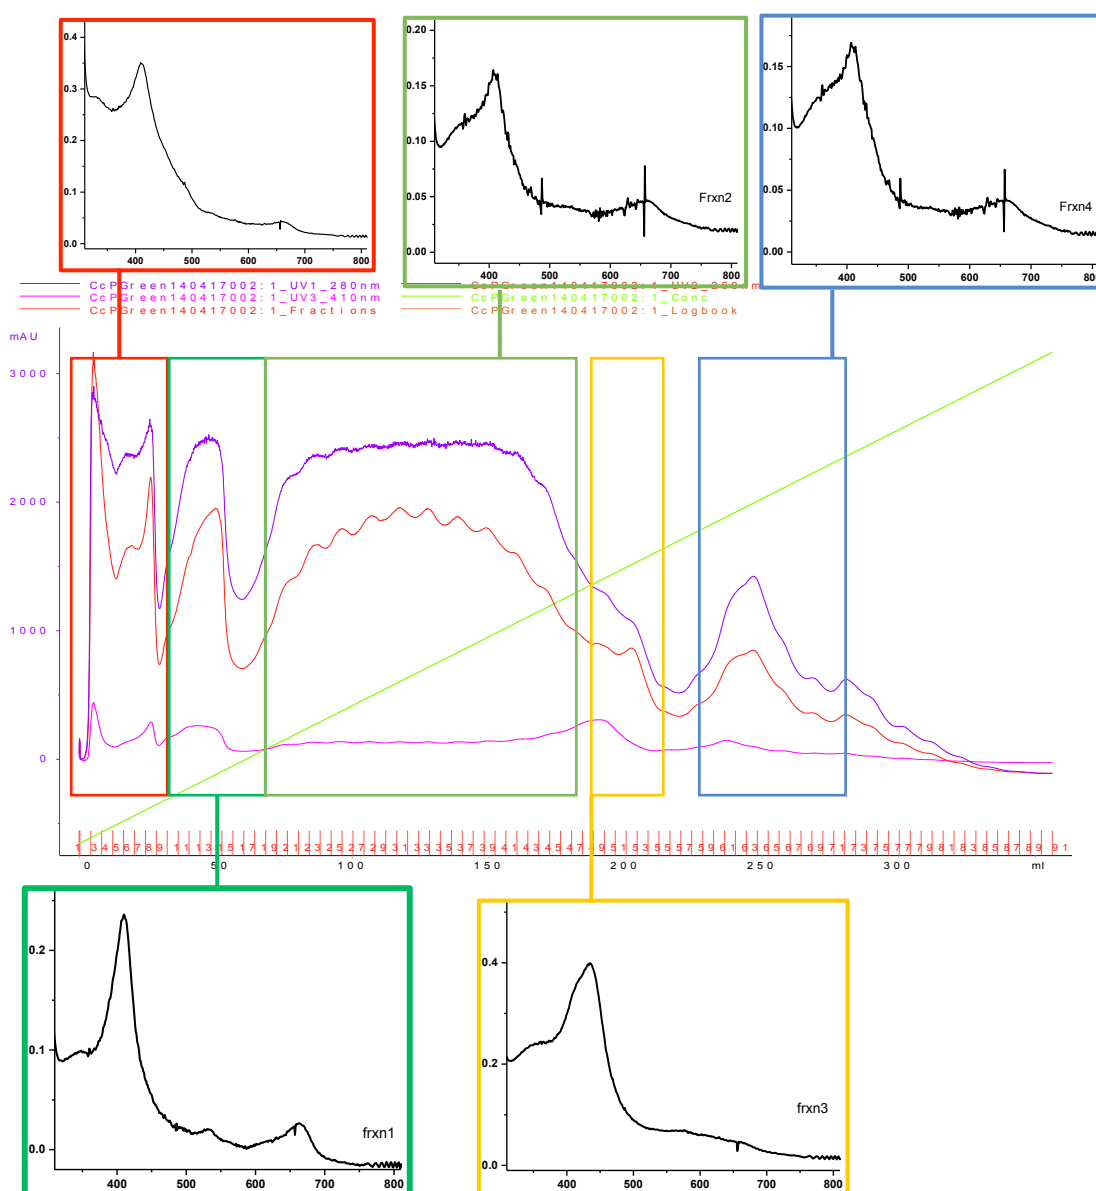 0.4
0.3
0.2
0.1
0.0
400 500 600 700 800
0.20
0.15
0.10
0.05
0.00
Frxn2
400 500 600 700 800
0.15
0.10
0.05
0.00
Frxn4
400 500 600 700 800
CcPGreen140417002:1_UV1_280nm
CcPGreen140417002:1_UV3_410nm
CcPGreen140417002:1_Conc
CcPGreen140417002:1_Fractions
CcPGreen140417002:1_Logbook
mAU
3000
2000
1000
0
0 50 100 150 200 250 300 ml
0.2
0.1
0.0
frxn1
400 500 600 700 800
0.4
0.2
0.0
frxn3
400 500 600 700 800